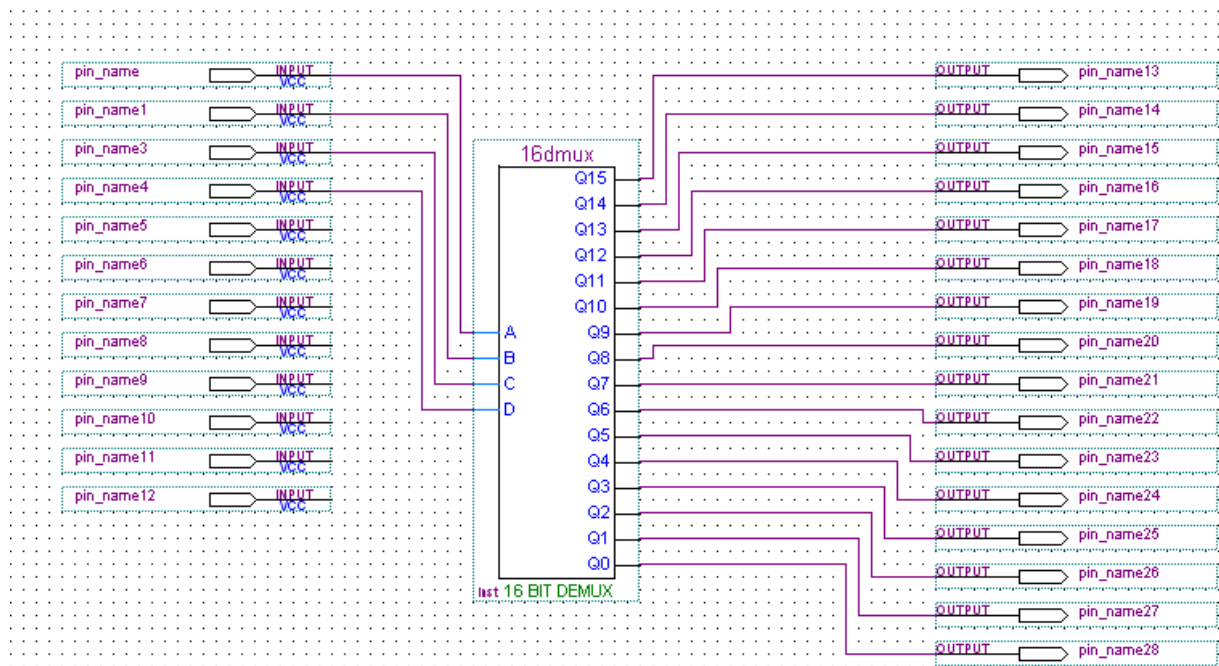 pin_name INPUT VCC
pin_name1 INPUT VCC
pin_name3 INPUT VCC
pin_name4 INPUT VCC
pin_name5 INPUT VCC
pin_name6 INPUT VCC
pin_name7 INPUT VCC
pin_name8 INPUT VCC
pin_name9 INPUT VCC
pin_name10 INPUT VCC
pin_name11 INPUT VCC
pin_name12 INPUT VCC
16dmux
A
B
C
D
Q15
Q14
Q13
Q12
Q11
Q10
Q9
Q8
Q7
Q6
Q5
Q4
Q3
Q2
Q1
Q0
inst 16 BIT DEMUX
OUTPUT pin_name13
OUTPUT pin_name14
OUTPUT pin_name15
OUTPUT pin_name16
OUTPUT pin_name17
OUTPUT pin_name18
OUTPUT pin_name19
OUTPUT pin_name20
OUTPUT pin_name21
OUTPUT pin_name22
OUTPUT pin_name23
OUTPUT pin_name24
OUTPUT pin_name25
OUTPUT pin_name26
OUTPUT pin_name27
OUTPUT pin_name28